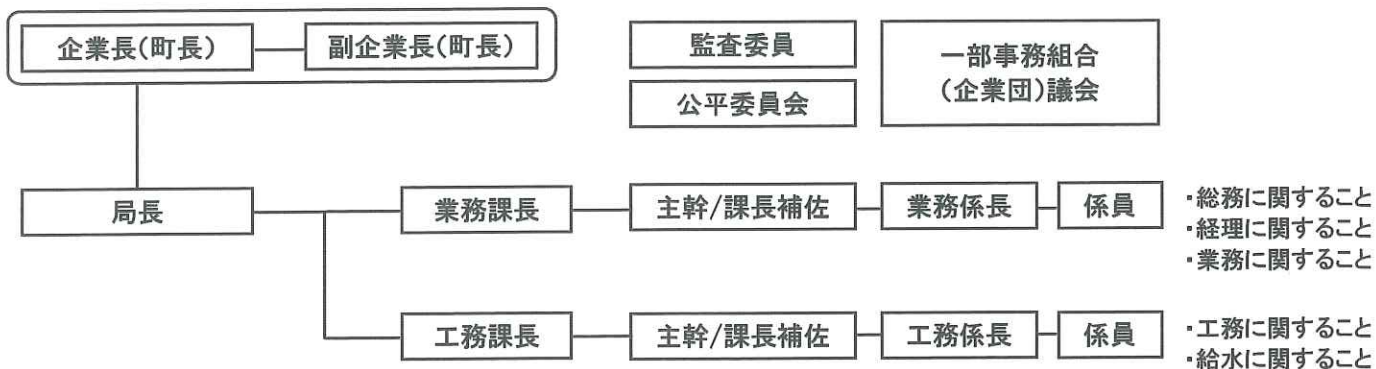 企業長(町長)
副企業長(町長)
監査委員
公平委員会
一部事務組合
(企業団)議会
局長
業務課長
主幹/課長補佐
業務係長
係員
・総務に関すること
・経理に関すること
・業務に関すること
工務課長
主幹/課長補佐
工務係長
係員
・工務に関すること
・給水に関すること